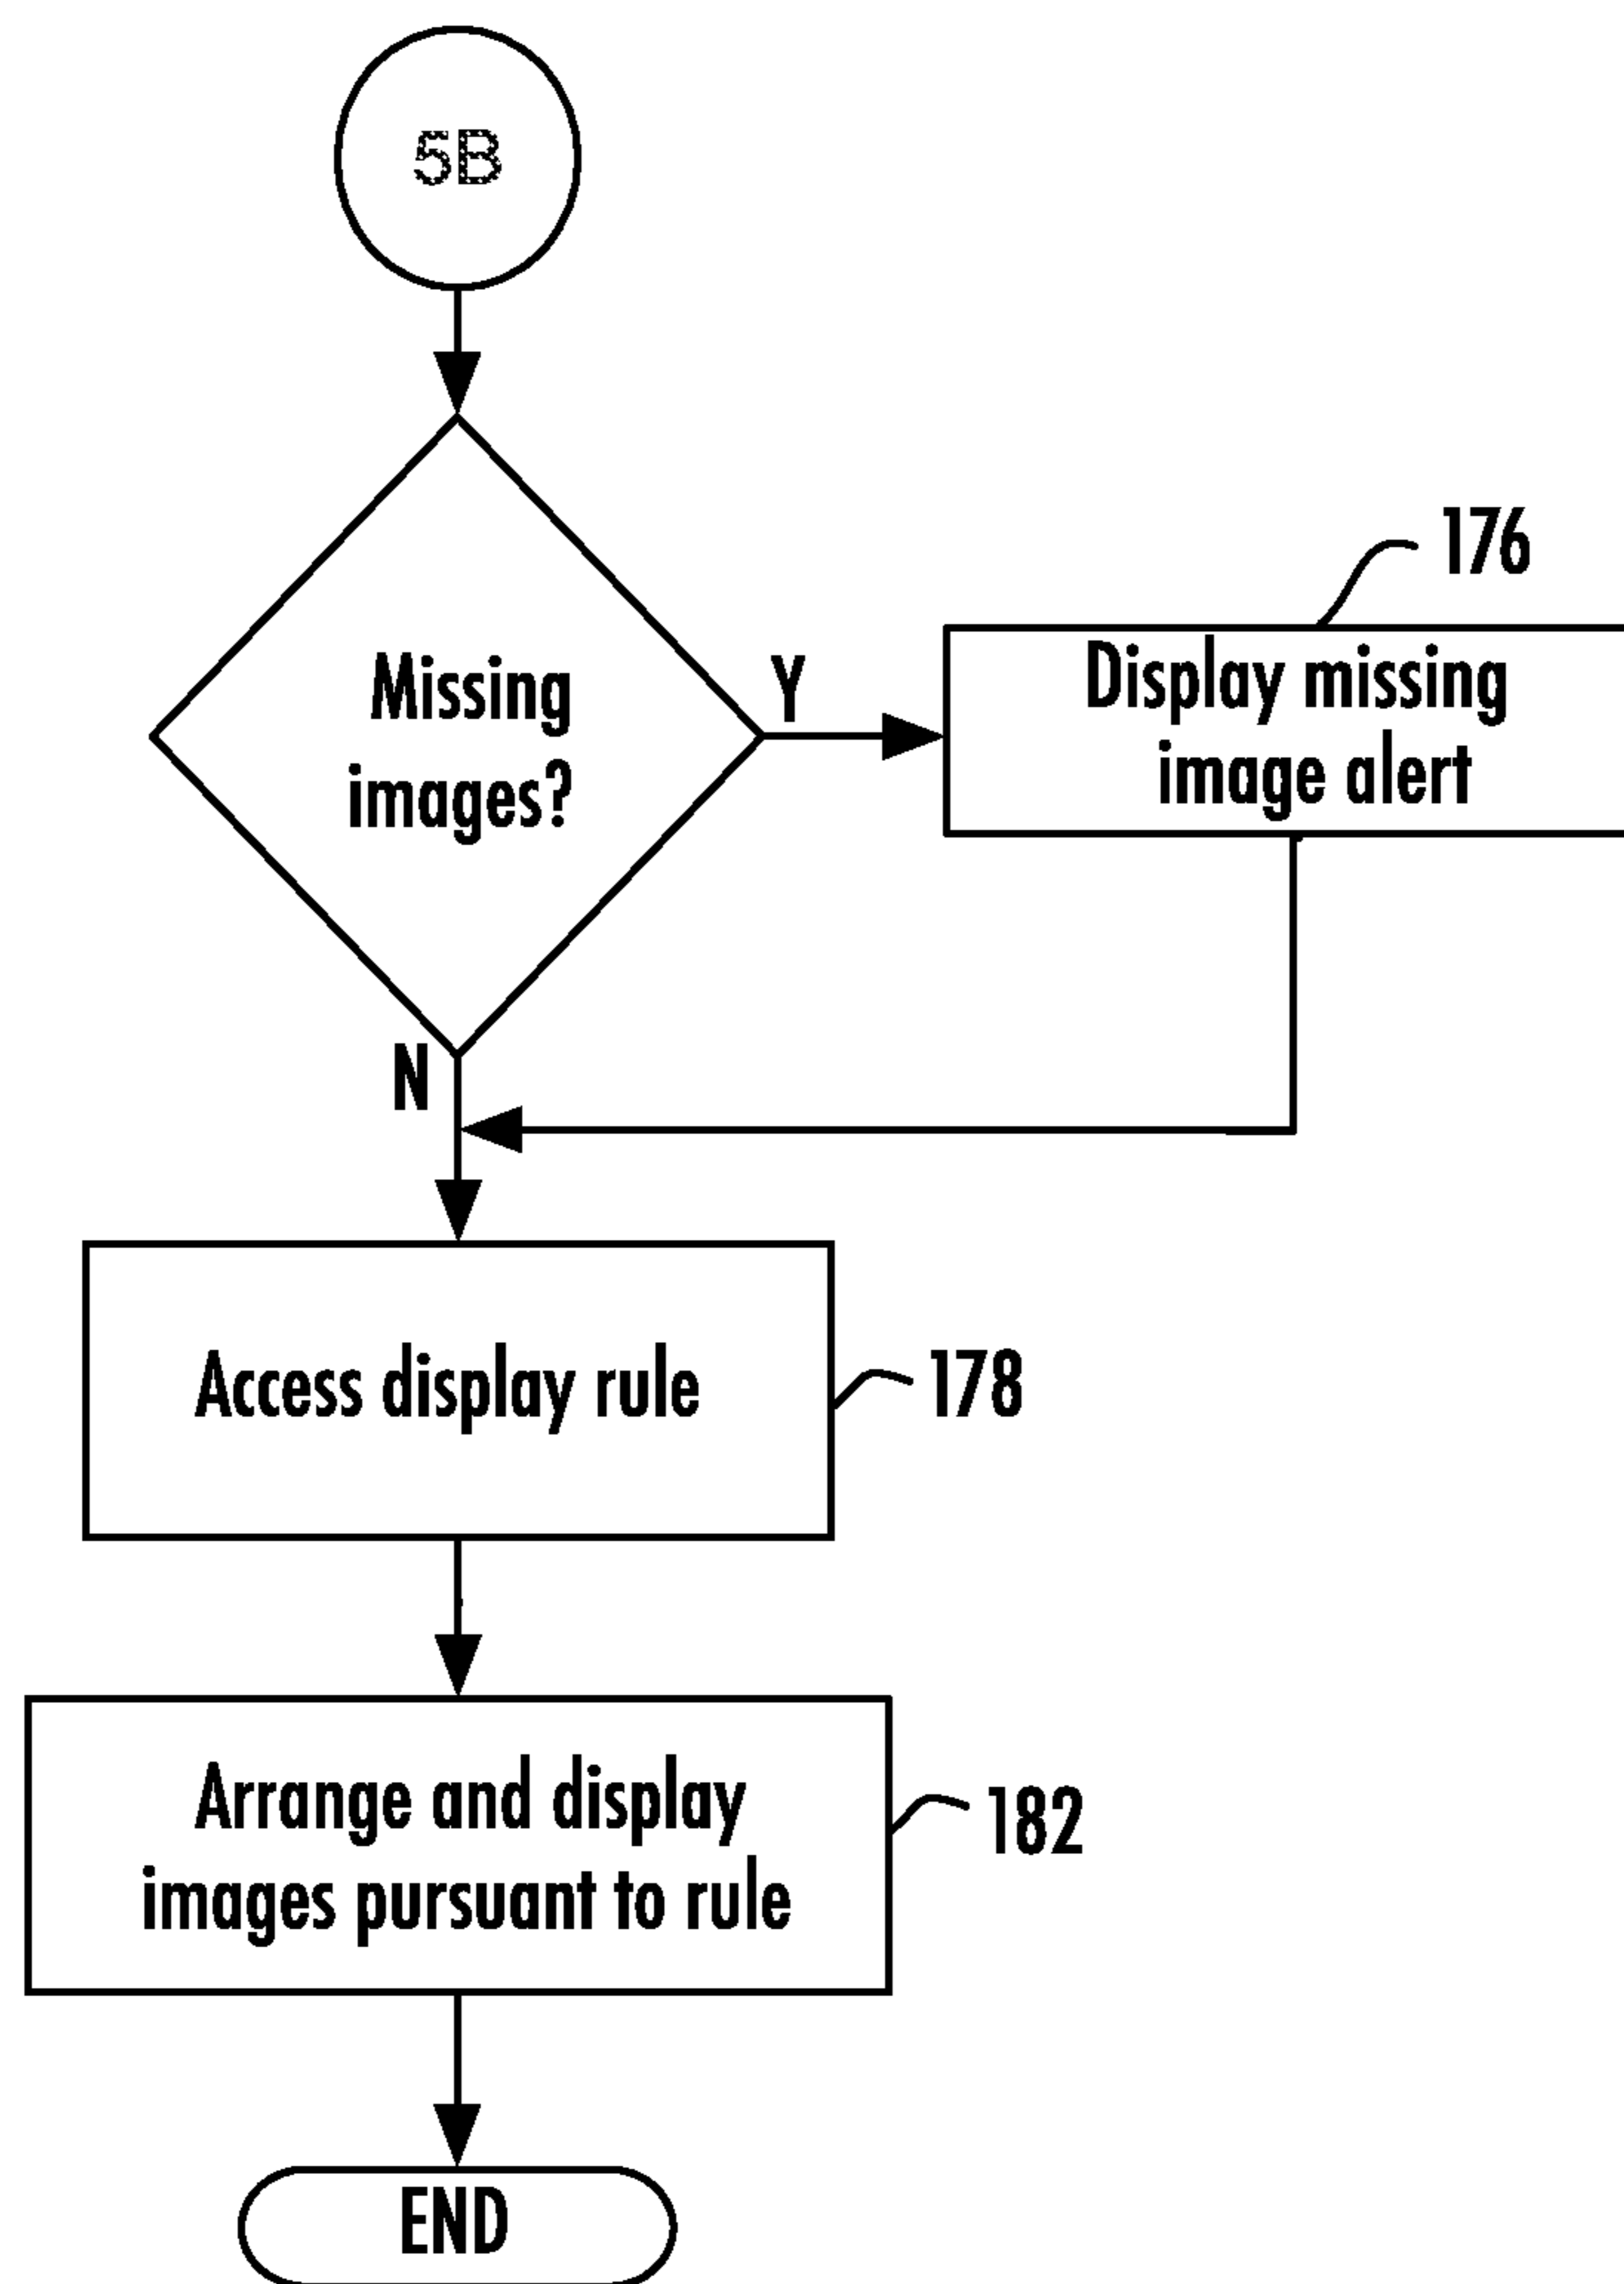 5B
Missing
images?
Y
176
Display missing
image alert
N
Access display rule
178
Arrange and display
images pursuant to rule
182
END